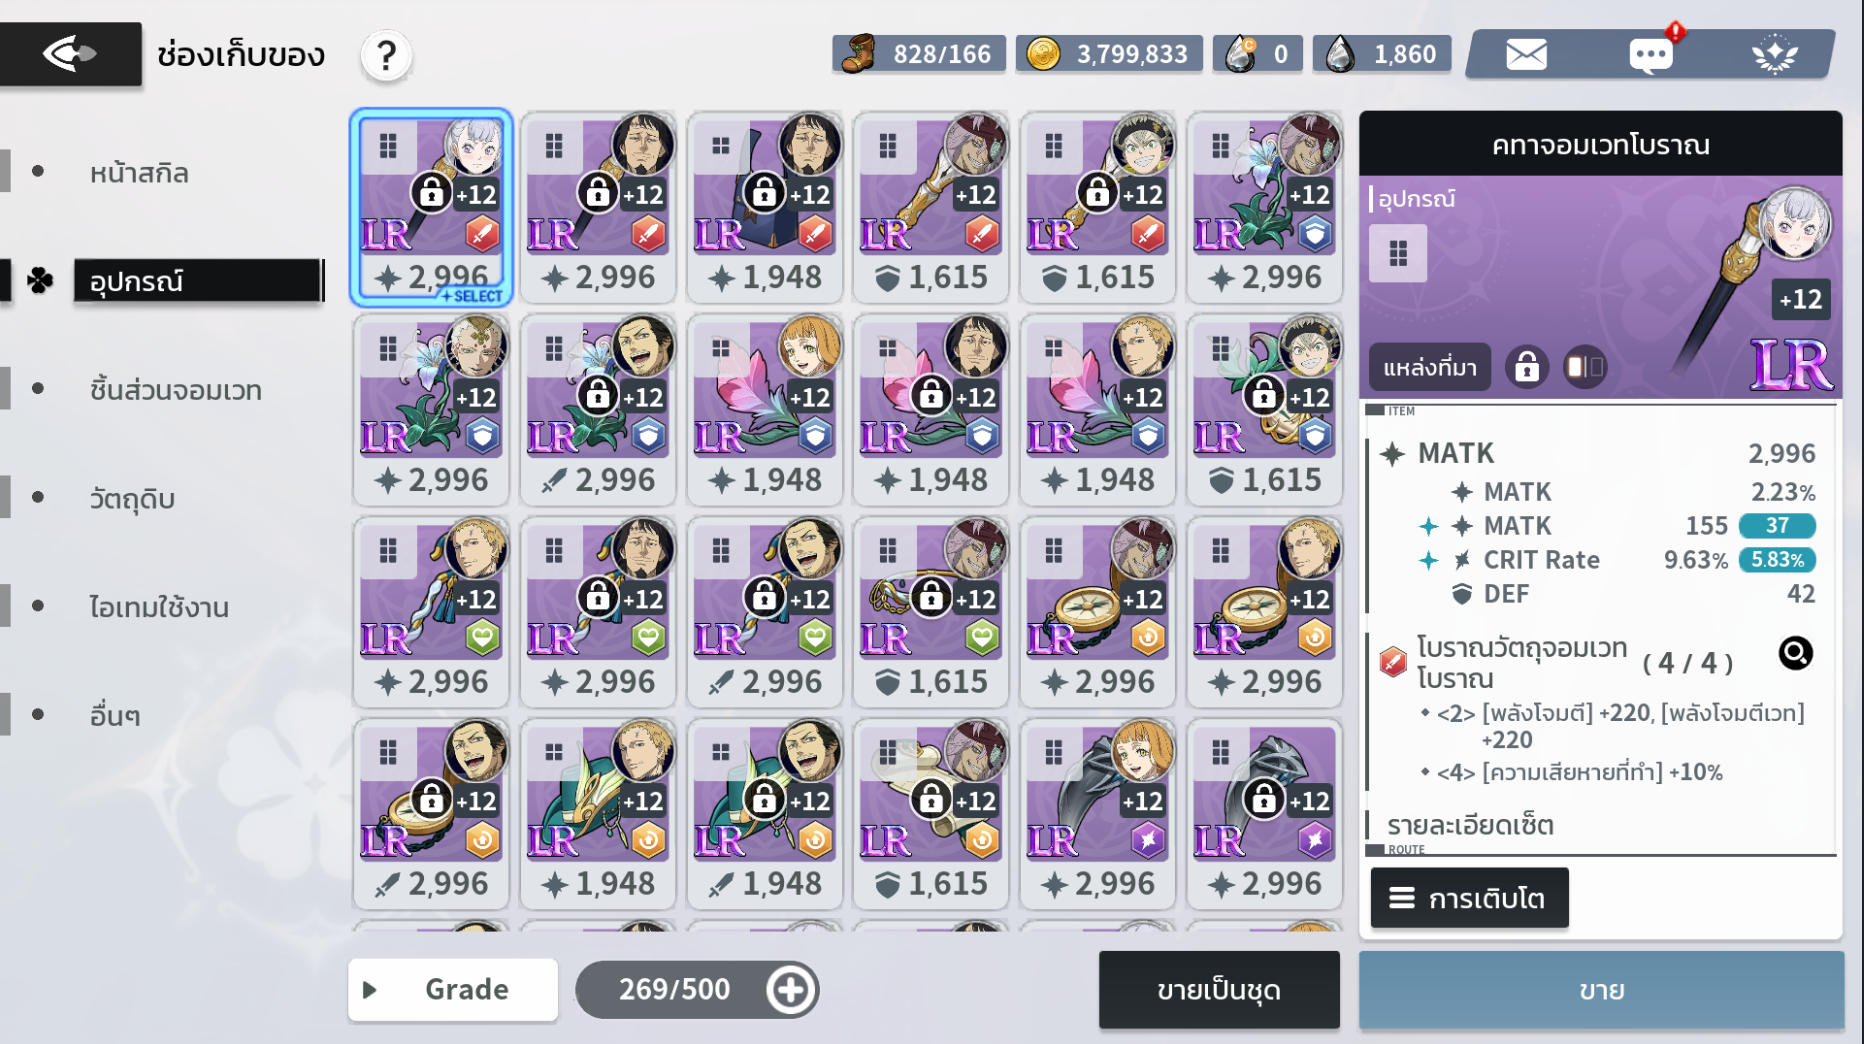 ช่องเก็บของ
?
828/166
3,799,833
0
1,860
หน้าสกิล
อุปกรณ์
ชิ้นส่วนจอมเวท
วัตถุดิบ
ไอเทมใช้งาน
อื่นๆ
+12 +12 +12 +12 +12 +12
LR LR LR LR LR LR
2,996 2,996 1,948 1,615 1,615 2,996
SELECT
+12 +12 +12 +12 +12 +12
LR LR LR LR LR LR
2,996 2,996 1,948 1,948 1,948 1,615
+12 +12 +12 +12 +12 +12
LR LR LR LR LR LR
2,996 2,996 2,996 1,615 2,996 2,996
+12 +12 +12 +12 +12 +12
LR LR LR LR LR LR
2,996 1,948 1,948 1,615 2,996 2,996
Grade
269/500
ขายเป็นชุด
คทาจอมเวทโบราณ
อุปกรณ์
+12
แหล่งที่มา
LR
ITEM
MATK 2,996
MATK 2.23%
MATK 155 37
CRIT Rate 9.63% 5.83%
DEF 42
โบราณวัตถุจอมเวท
โบราณ
( 4 / 4 )
<2> [พลังโจมตี] +220, [พลังโจมตีเวท]
+220
<4> [ความเสียหายที่ทำ] +10%
รายละเอียดเซ็ต
ROUTE
การเติบโต
ขาย